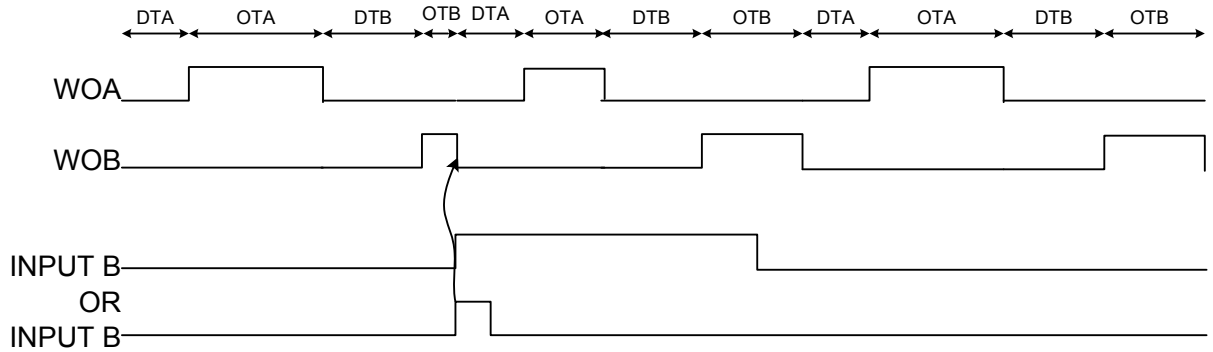 DTA OTA DTB OTB DTA OTA DTB OTB DTA OTA DTB OTB
WOA
WOB
INPUT B
OR
INPUT B